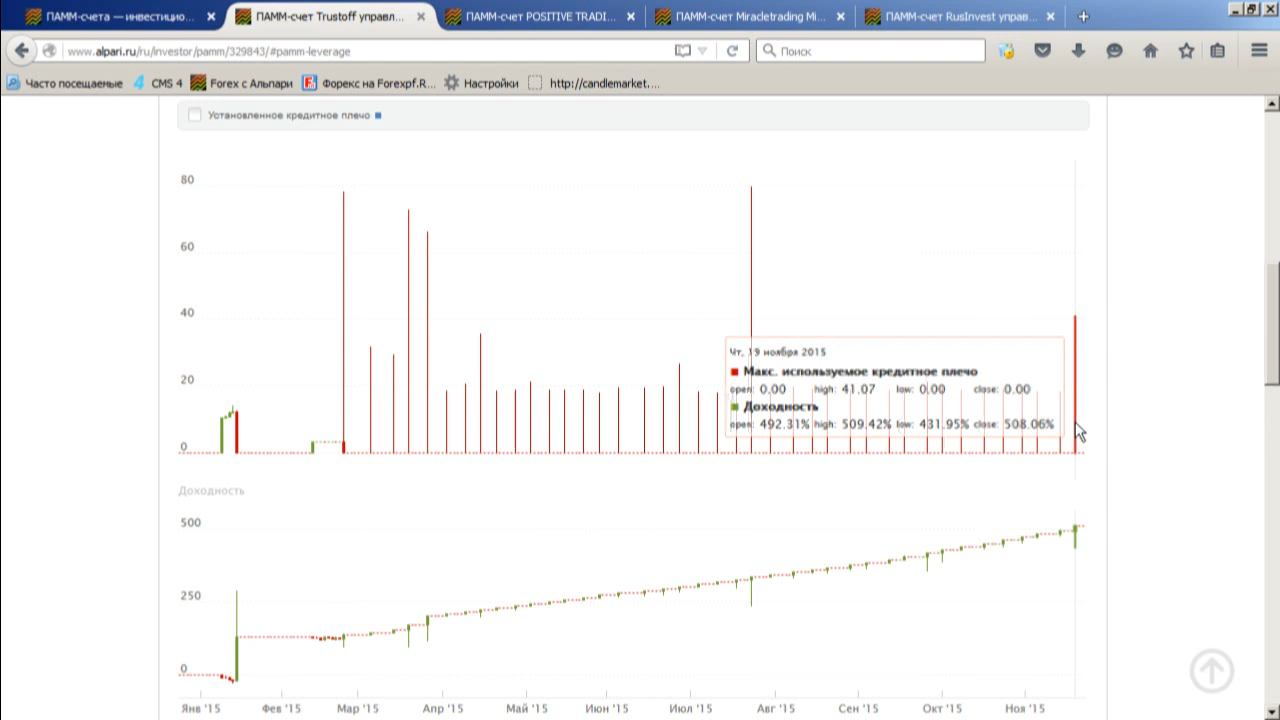 ПАММ-счета — инвестицио...
ПАММ-счет Trustoff управл...
ПАММ-счет POSITIVE TRADI...
ПАММ-счет Miracletrading Mi...
ПАММ-счет RusInvest управ...
www.alpari.ru/ru/investor/pamm/329843/#pamm-leverage
Поиск
Часто посещаемые
CMS 4
Forex с Альпари
Форекс на Forexpf.R...
Настройки
http://candlemarket....
Установленное кредитное плечо
80
60
40
20
0
Чт, 19 ноября 2015
Макс. используемое кредитное плечо
open: 0.00 high: 41.07 low: 0.00 close: 0.00
Доходность
open: 492.31% high: 509.42% low: 431.95% close: 508.06%
Доходность
500
250
0
Янв '15 Фев '15 Мар '15 Апр '15 Май '15 Июн '15 Июл '15 Авг '15 Сен '15 Окт '15 Ноя '15